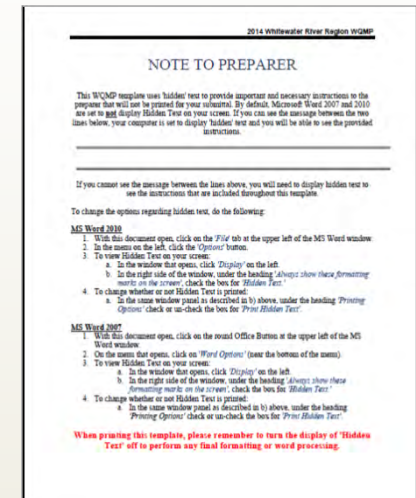 2014 Whitewater River Region WQMP
NOTE TO PREPARER
This WQMP template uses 'hidden' text to provide important and necessary instructions to the
preparer that will not be printed for your submittal. By default, Microsoft Word 2007 and 2010
are set to not display Hidden Text on your screen. If you can see the message between the two
lines below, your computer is set to display 'hidden' text and you will be able to see the provided
instructions.
If you cannot see the message between the lines above, you will need to display hidden text to
see the instructions that are included throughout this template.
To change the options regarding hidden text, do the following:
MS Word 2010
1. With this document open, click on the 'File' tab at the upper left of the MS Word window.
2. In the menu on the left, click the 'Options' button.
3. To view Hidden Text on your screen:
a. In the window that opens, click 'Display' on the left.
b. In the right side of the window, under the heading 'Always show these formatting
marks on the screen', check the box for 'Hidden Text.'
4. To change whether or not Hidden Text is printed:
a. In the same window panel as described in b) above, under the heading 'Printing
Options' check or un-check the box for 'Print Hidden Text'.
MS Word 2007
1. With this document open, click on the round Office Button at the upper left of the MS
Word window.
2. On the menu that opens, click on 'Word Options' (near the bottom of the menu).
3. To view Hidden Text on your screen:
a. In the window that opens, click 'Display' on the left.
b. In the right side of the window, under the heading 'Always show these
formatting marks on the screen', check the box for 'Hidden Text.'
4. To change whether or not Hidden Text is printed:
a. In the same window panel as described in b) above, under the heading
'Printing Options' check or un-check the box for 'Print Hidden Text'.
When printing this template, please remember to turn the display of 'Hidden
Text' off to perform any final formatting or word processing.